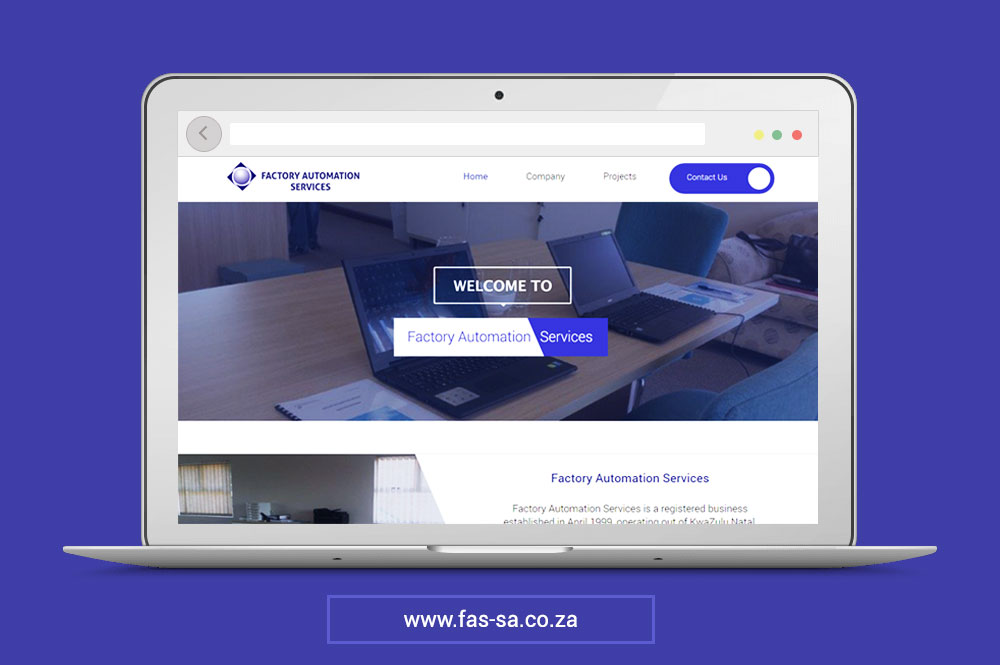 FACTORY AUTOMATION
SERVICES
Home
Company
Projects
Contact Us
WELCOME TO
Factory Automation Services
Factory Automation Services
Factory Automation Services is a registered business
established in April 1999, operating out of KwaZulu Natal
www.fas-sa.co.za